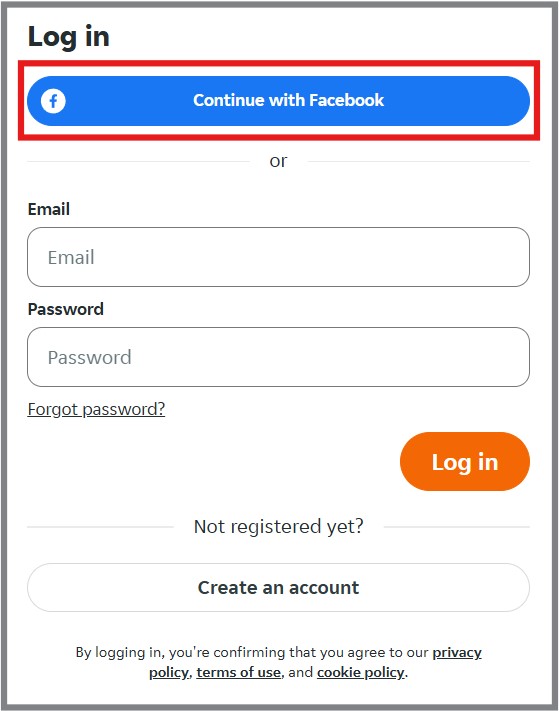 Log in
Continue with Facebook
or
Email
Email
Password
Password
Forgot password?
Log in
Not registered yet?
Create an account
By logging in, you're confirming that you agree to our privacy
policy, terms of use, and cookie policy.